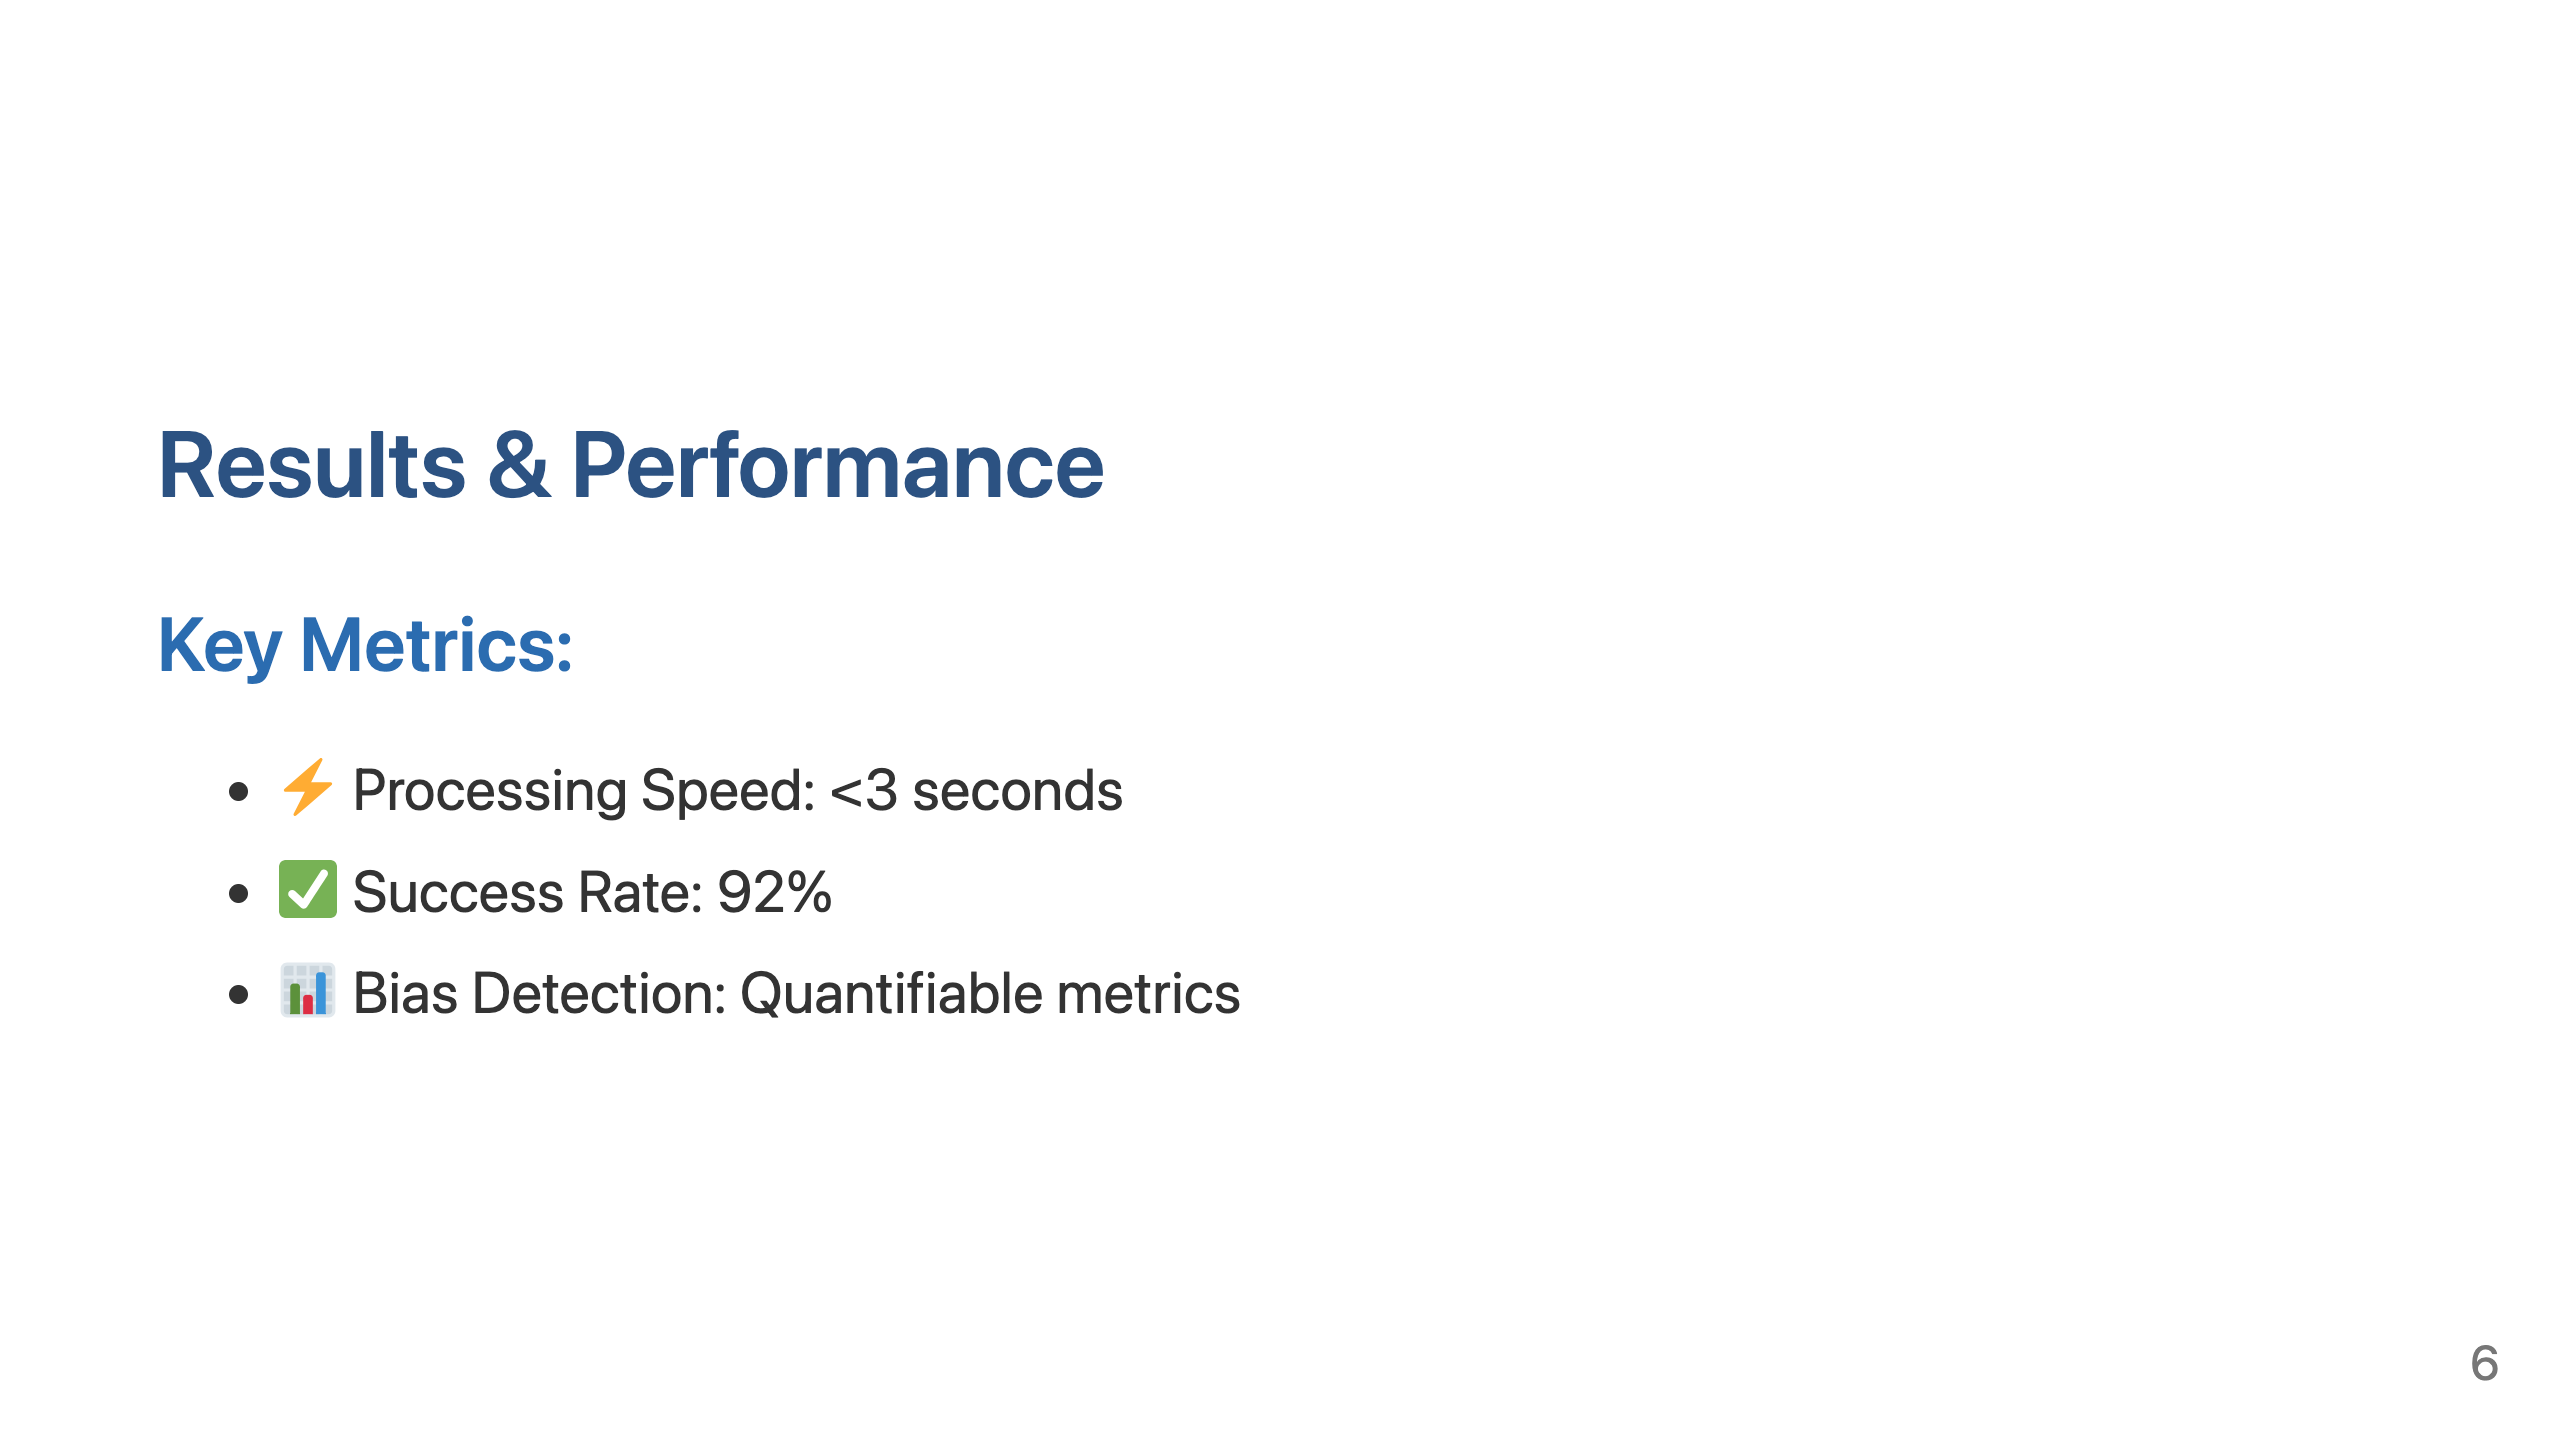 Results & Performance
Key Metrics:
• ⚡ Processing Speed: <3 seconds
• ✅ Success Rate: 92%
• 📊 Bias Detection: Quantifiable metrics
6